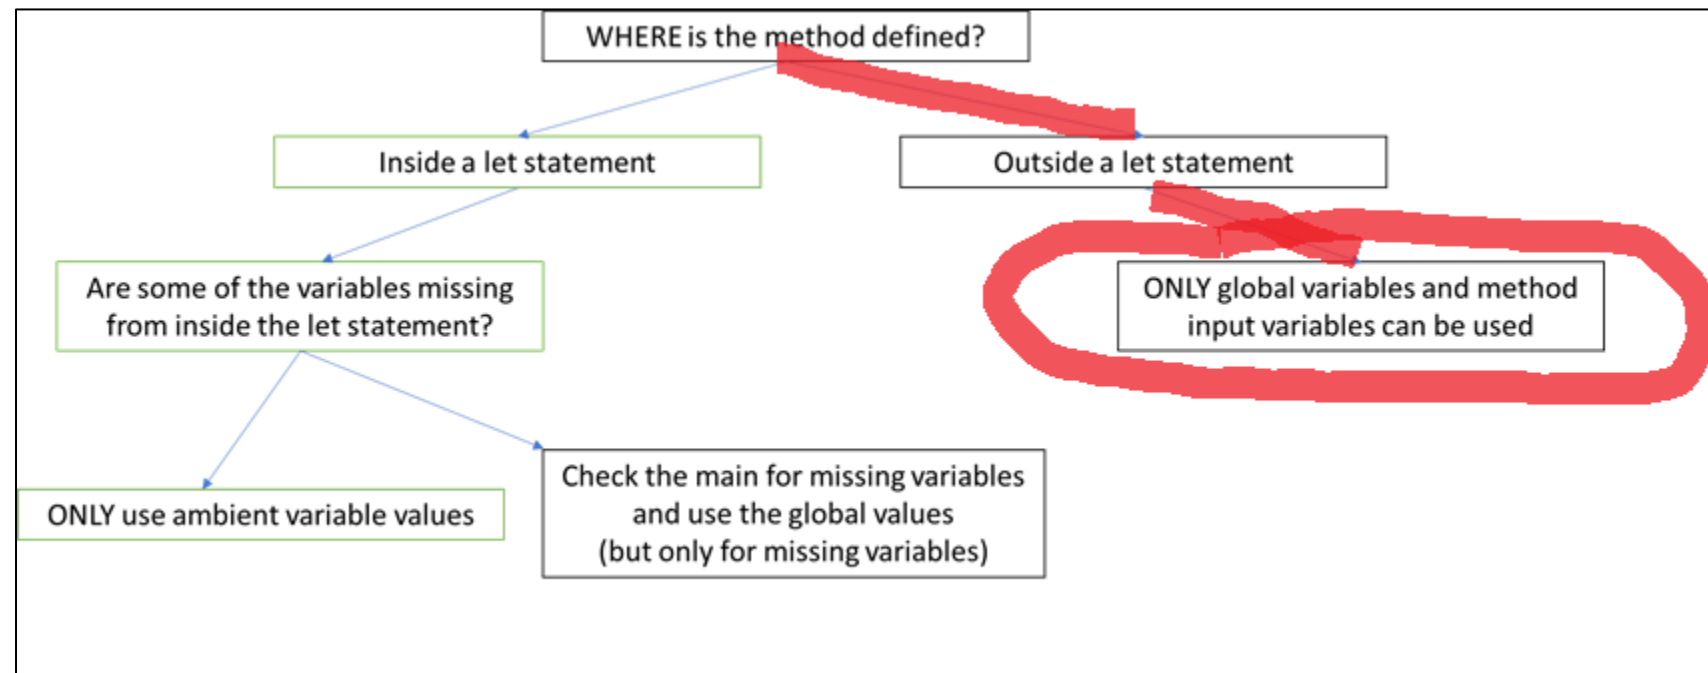 WHERE is the method defined?
Inside a let statement
Outside a let statement
Are some of the variables missing
from inside the let statement?
ONLY global variables and method
input variables can be used
ONLY use ambient variable values
Check the main for missing variables
and use the global values
(but only for missing variables)